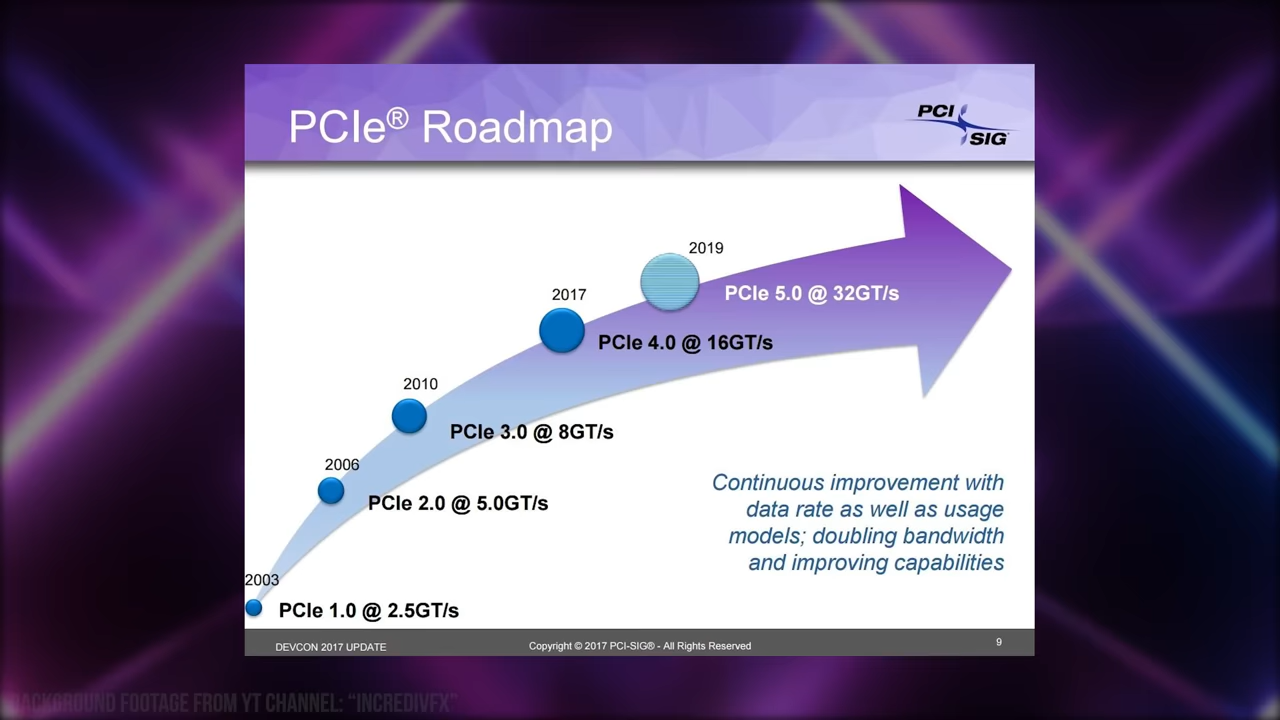 PCIe® Roadmap
PCI
SIG
2019
PCIe 5.0 @ 32GT/s
2017
PCIe 4.0 @ 16GT/s
2010
PCIe 3.0 @ 8GT/s
2006
PCIe 2.0 @ 5.0GT/s
2003
PCIe 1.0 @ 2.5GT/s
Continuous improvement with
data rate as well as usage
models; doubling bandwidth
and improving capabilities
DEVCON 2017 UPDATE
Copyright © 2017 PCI-SIG® - All Rights Reserved
9
BACKGROUND FOOTAGE FROM YT CHANNEL: “INCREDIVFX”